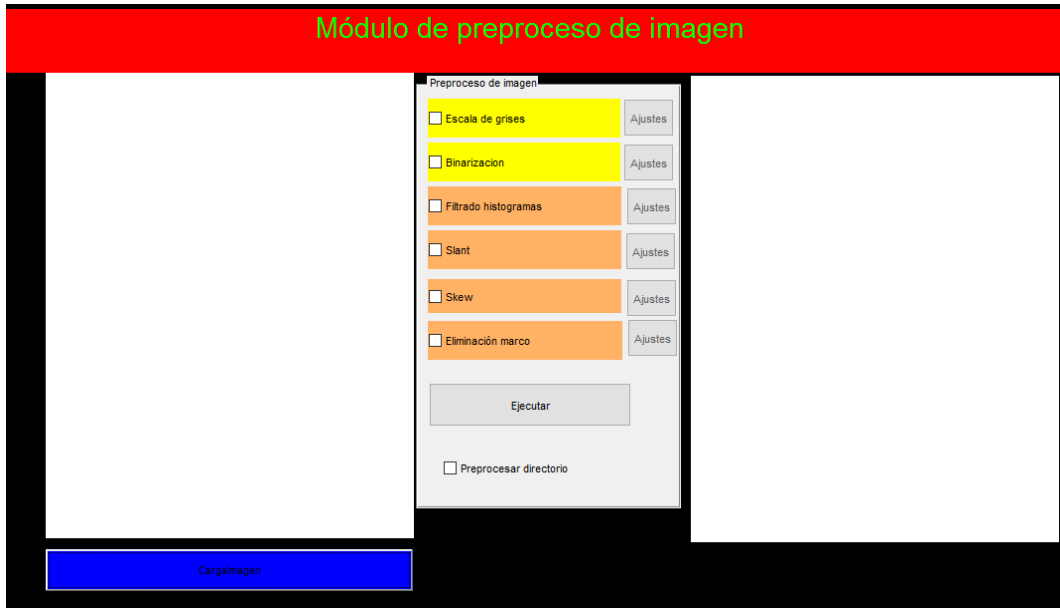 Módulo de preproceso de imagen
Preproceso de imagen
Escala de grises
Ajustes
Binarizacion
Ajustes
Filtrado histogramas
Ajustes
Slant
Ajustes
Skew
Ajustes
Eliminación marco
Ajustes
Ejecutar
Preprocesar directorio
CargaImagen